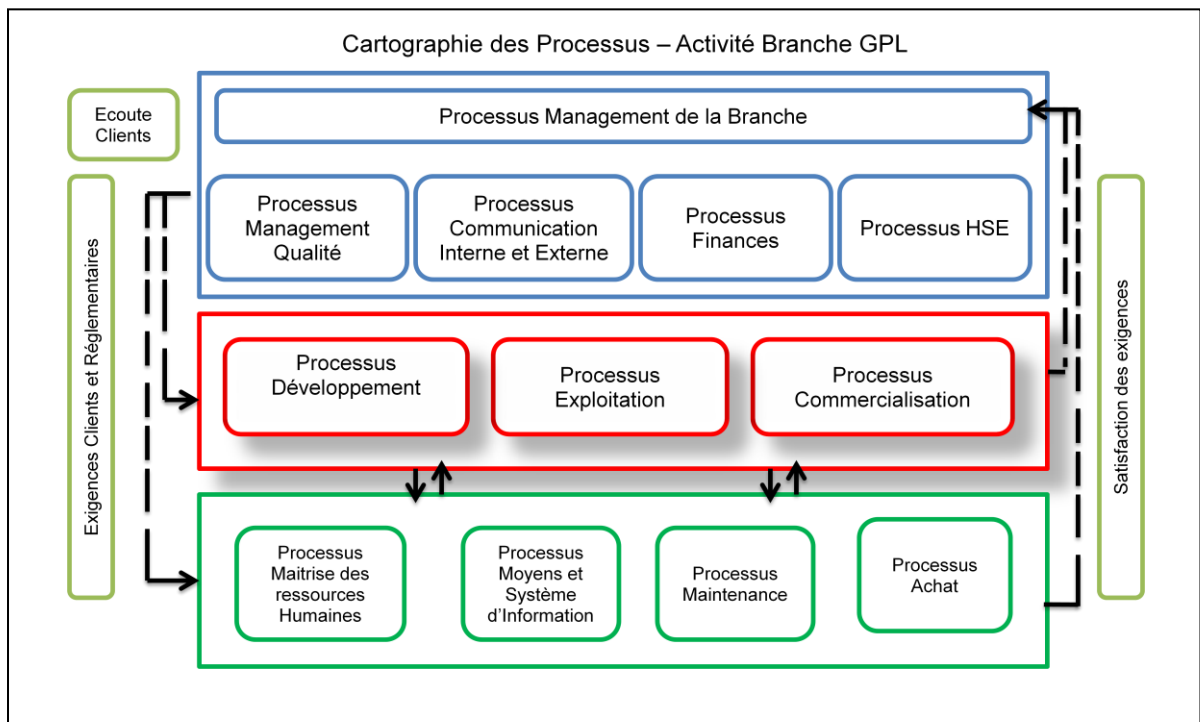 Cartographie des Processus – Activité Branche GPL
Ecoute
Clients
Processus Management de la Branche
Processus
Management
Qualité
Processus
Communication
Interne et Externe
Processus
Finances
Processus HSE
Exigences Clients et Réglementaires
Satisfaction des exigences
Processus
Développement
Processus
Exploitation
Processus
Commercialisation
Processus
Maitrise des
ressources
Humaines
Processus
Moyens et
Système
d’Information
Processus
Maintenance
Processus
Achat